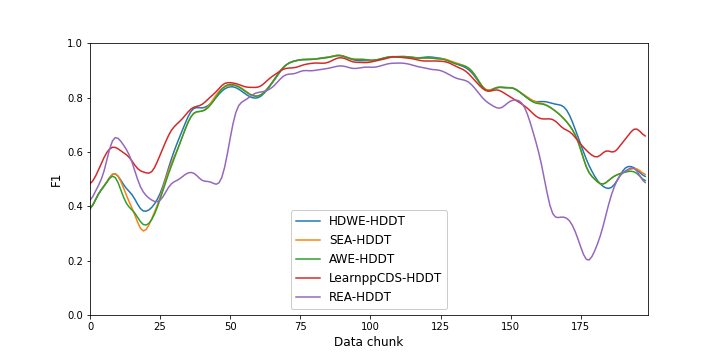 1.0
0.8
0.6
0.4
0.2
0.0
F1
0
25
50
75
100
125
150
175
Data chunk
HDWE-HDDT
SEA-HDDT
AWE-HDDT
LearnppCDS-HDDT
REA-HDDT